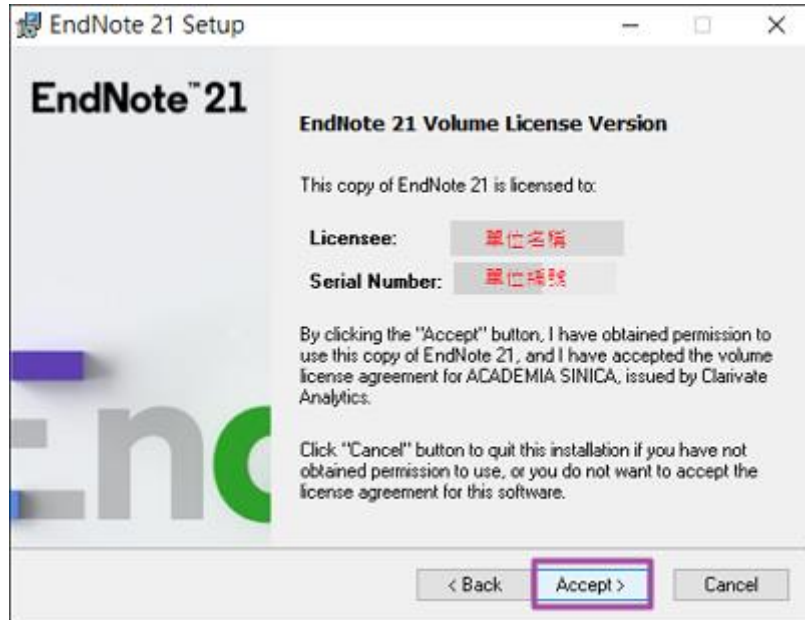 EndNote 21 Setup
EndNote™21
EndNote 21 Volume License Version
This copy of EndNote 21 is licensed to:
Licensee: 單位名稱
Serial Number: 單位編號
By clicking the "Accept" button, I have obtained permission to
use this copy of EndNote 21, and I have accepted the volume
license agreement for ACADEMIA SINICA, issued by Clarivate
Analytics.
Click "Cancel" button to quit this installation if you have not
obtained permission to use, or you do not want to accept the
license agreement for this software.
< Back Accept > Cancel